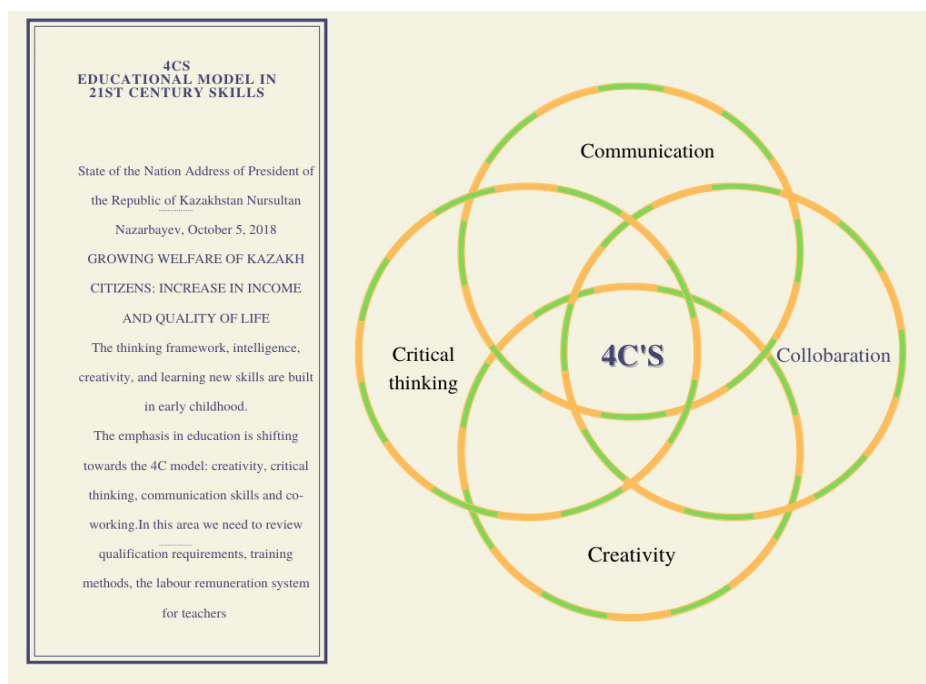 4CS
EDUCATIONAL MODEL IN
21ST CENTURY SKILLS
State of the Nation Address of President of
the Republic of Kazakhstan Nursultan
Nazarbayev, October 5, 2018
GROWING WELFARE OF KAZAKH
CITIZENS: INCREASE IN INCOME
AND QUALITY OF LIFE
The thinking framework, intelligence,
creativity, and learning new skills are built
in early childhood.
The emphasis in education is shifting
towards the 4C model: creativity, critical
thinking, communication skills and co-
working.In this area we need to review
qualification requirements, training
methods, the labour remuneration system
for teachers
Communication
Critical
thinking
4C'S
Collobaration
Creativity